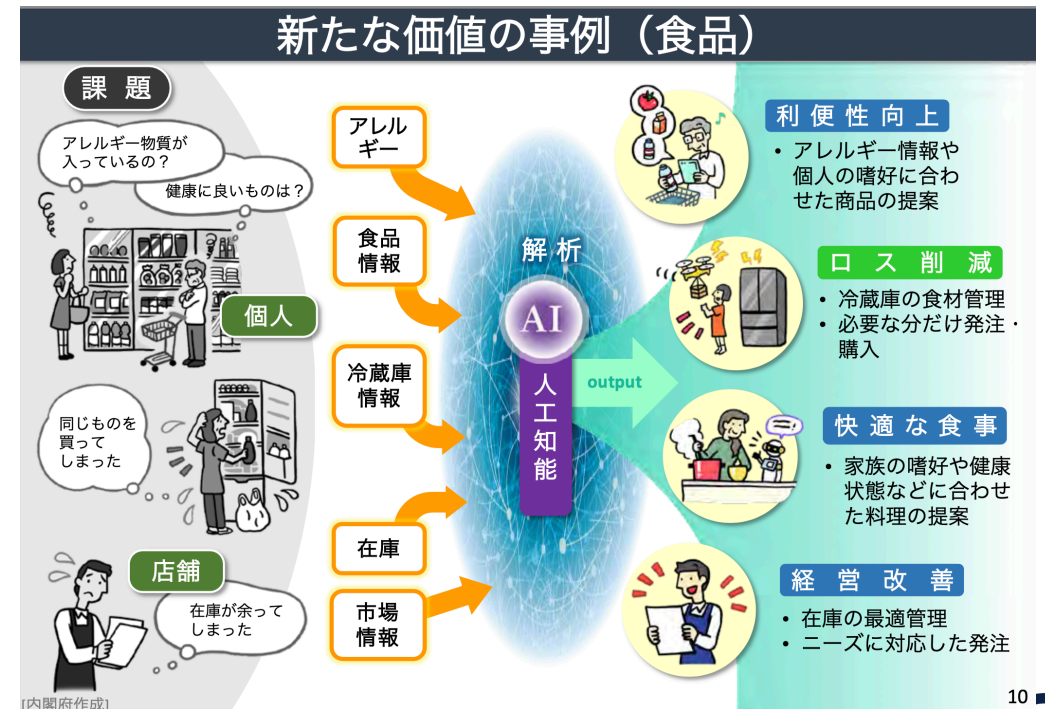 新たな価値の事例（食品）
課題
アレルギー物質が
入っているの？
健康に良いものは？
個人
同じものを
買って
しまった
店舗
在庫が余って
しまった
[内閣府作成]
アレル
ギー
食品
情報
冷蔵庫
情報
在庫
市場
情報
解析
AI
人工知能
output
利便性向上
• アレルギー情報や
個人の嗜好に合わ
せた商品の提案
ロス削減
• 冷蔵庫の食材管理
• 必要な分だけ発注・
購入
快適な食事
• 家族の嗜好や健康
状態などに合わせ
た料理の提案
経営改善
• 在庫の最適管理
• ニーズに対応した発注
10